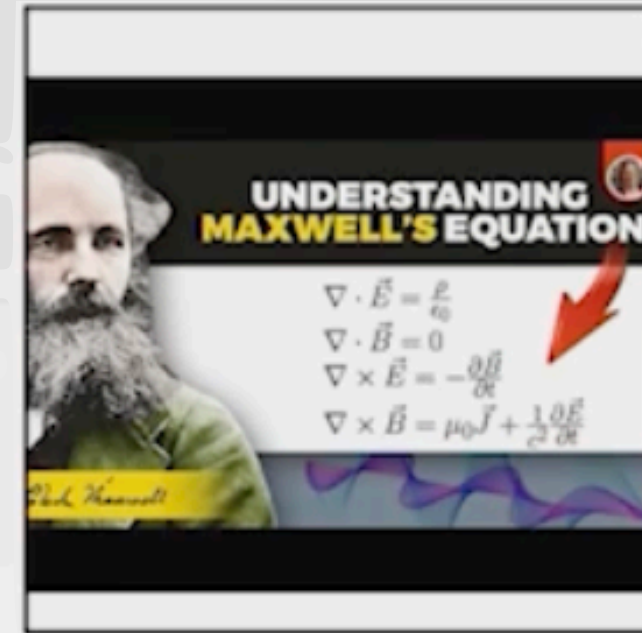 UNDERSTANDING
MAXWELL'S EQUATION
∇ · E⃗ = ρ/ϵ₀
∇ · B⃗ = 0
∇ × E⃗ = −∂B⃗/∂t
∇ × B⃗ = μ₀J⃗ + 1/c² ∂E⃗/∂t